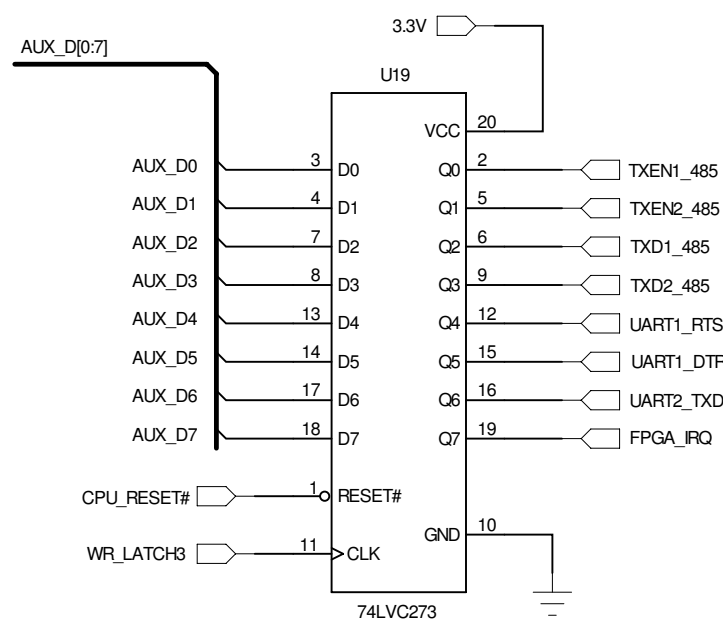 3.3V
AUX_D[0:7]
U19
VCC 20
AUX_D0 3 D0 Q0 2 TXEN1_485
AUX_D1 4 D1 Q1 5 TXEN2_485
AUX_D2 7 D2 Q2 6 TXD1_485
AUX_D3 8 D3 Q3 9 TXD2_485
AUX_D4 13 D4 Q4 12 UART1_RTS
AUX_D5 14 D5 Q5 15 UART1_DTR
AUX_D6 17 D6 Q6 16 UART2_TXD
AUX_D7 18 D7 Q7 19 FPGA_IRQ
CPU_RESET# 1 RESET#
GND 10
WR_LATCH3 11 CLK
74LVC273